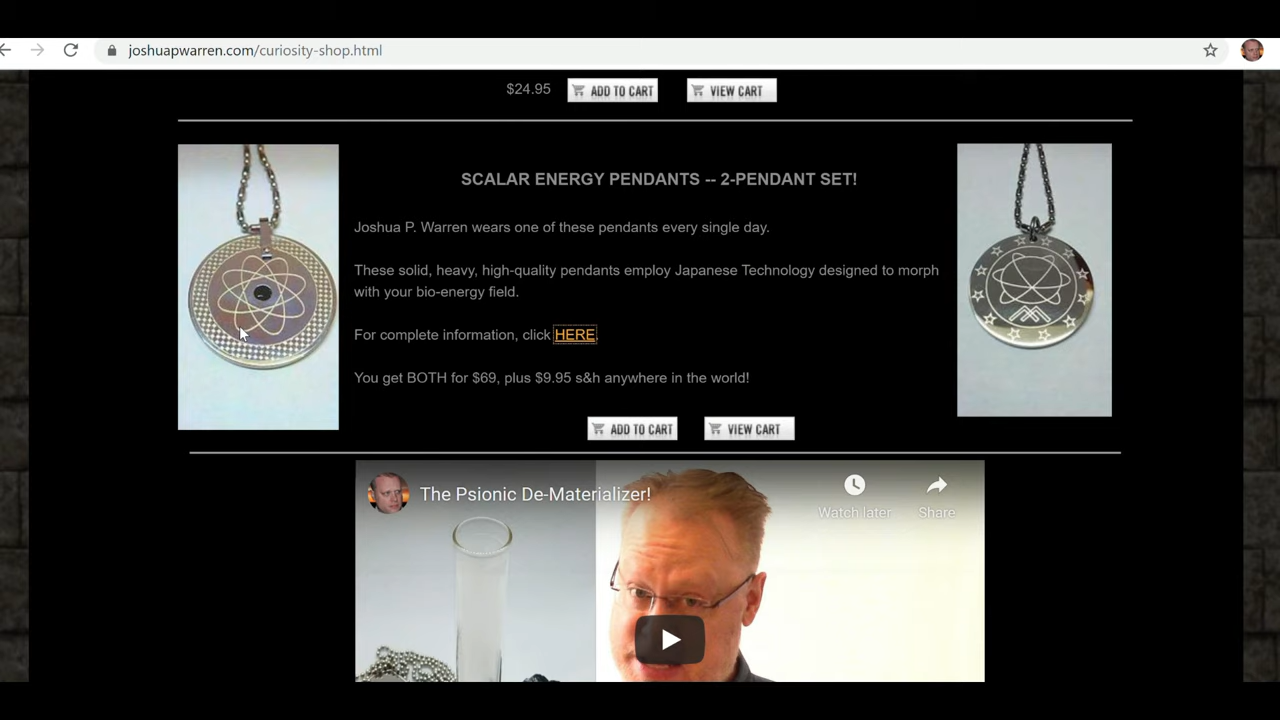 joshuapwarren.com/curiosity-shop.html
$24.95 ADD TO CART VIEW CART
SCALAR ENERGY PENDANTS -- 2-PENDANT SET!
Joshua P. Warren wears one of these pendants every single day.
These solid, heavy, high-quality pendants employ Japanese Technology designed to morph
with your bio-energy field.
For complete information, click HERE.
You get BOTH for $69, plus $9.95 s&h anywhere in the world!
ADD TO CART VIEW CART
The Psionic De-Materializer!
Watch later Share